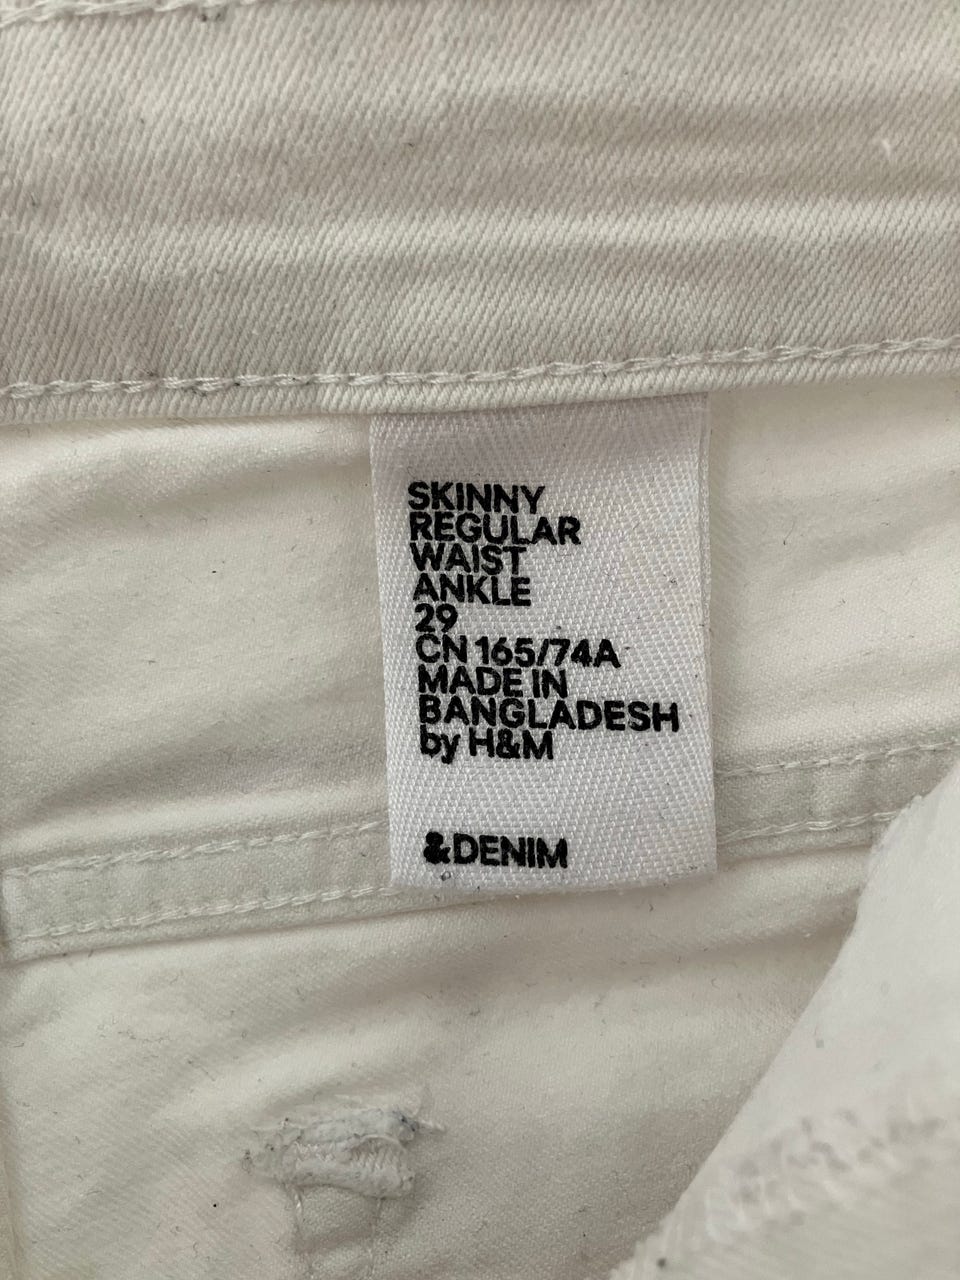 SKINNY
REGULAR
WAIST
ANKLE
29
CN 165/74A
MADE IN
BANGLADESH
by H&M
&DENIM